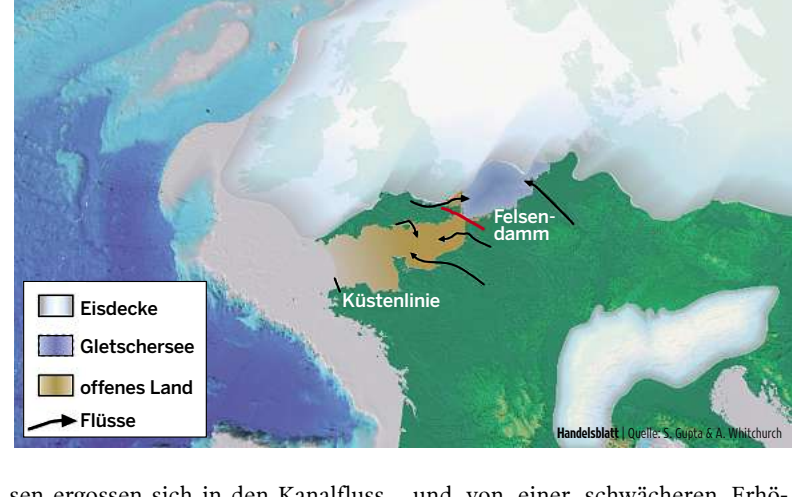 Felsen-
damm
Küstenlinie
Eisdecke
Gletschersee
offenes Land
Flüsse
Handelsblatt | Quelle: S. Gupta & A. Whitchurch
sen ergossen sich in den Kanalfluss
und von einer schwächeren Erhö-